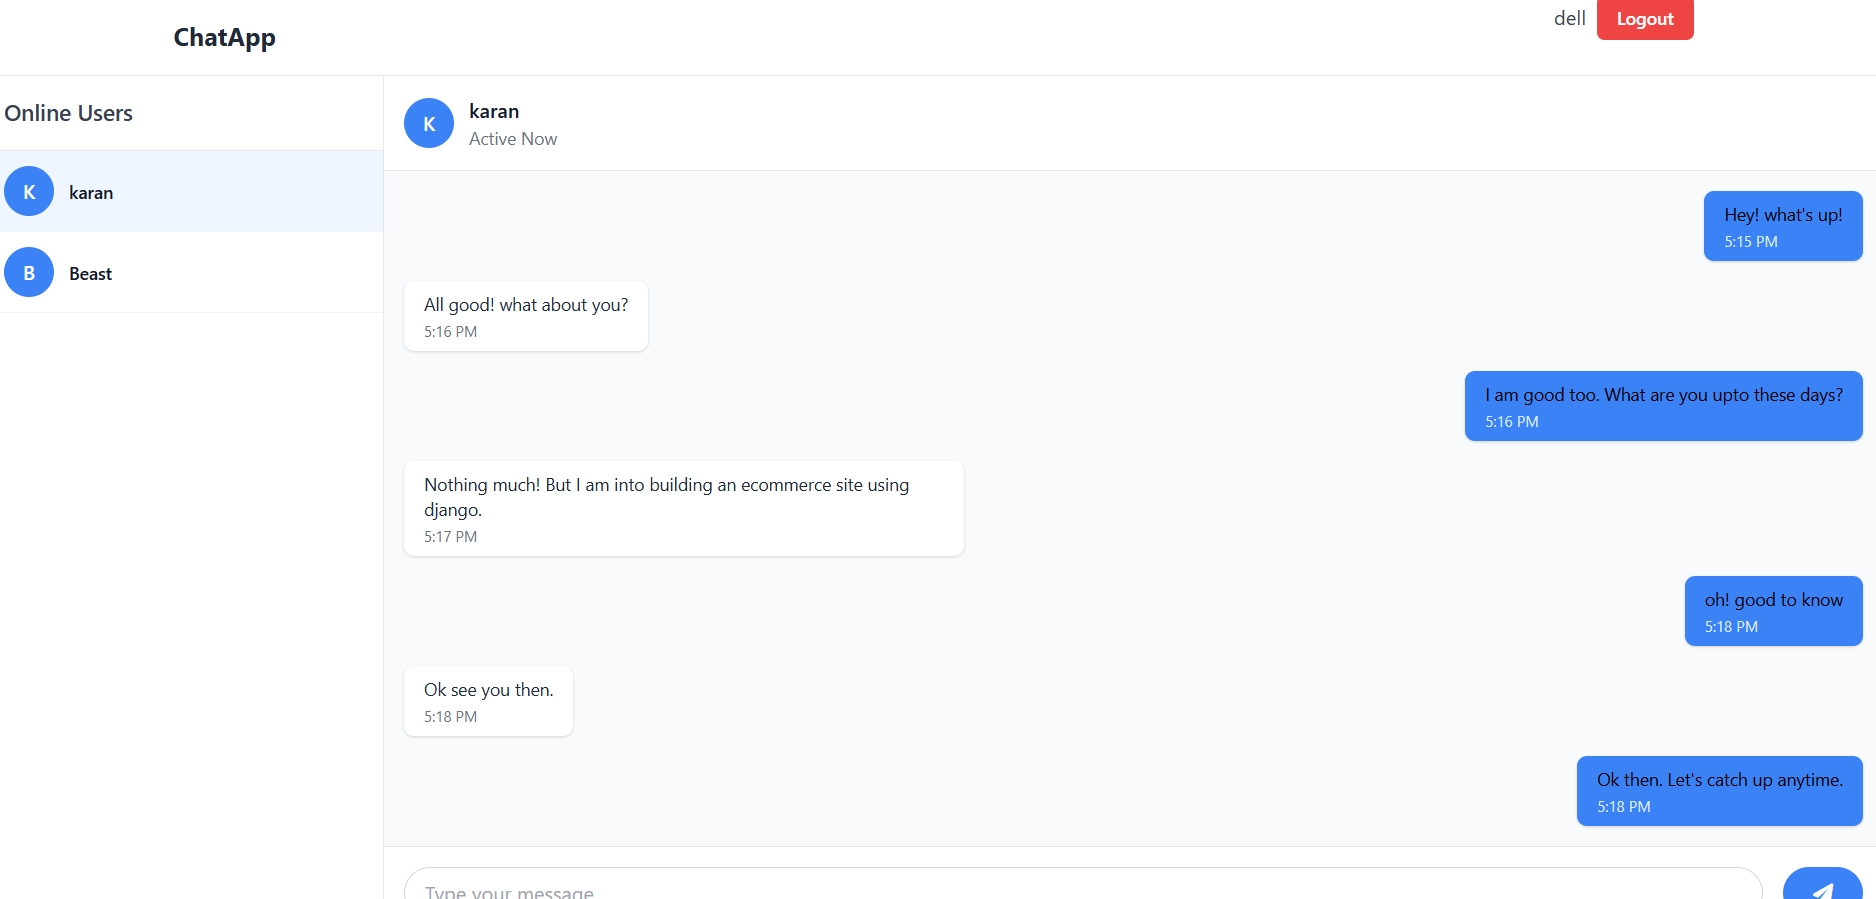 ChatApp
dell
Logout
Online Users
K
karan
B
Beast
K
karan
Active Now
Hey! what's up!
5:15 PM
All good! what about you?
5:16 PM
I am good too. What are you upto these days?
5:16 PM
Nothing much! But I am into building an ecommerce site using
django.
5:17 PM
oh! good to know
5:18 PM
Ok see you then.
5:18 PM
Ok then. Let's catch up anytime.
5:18 PM
Type your message